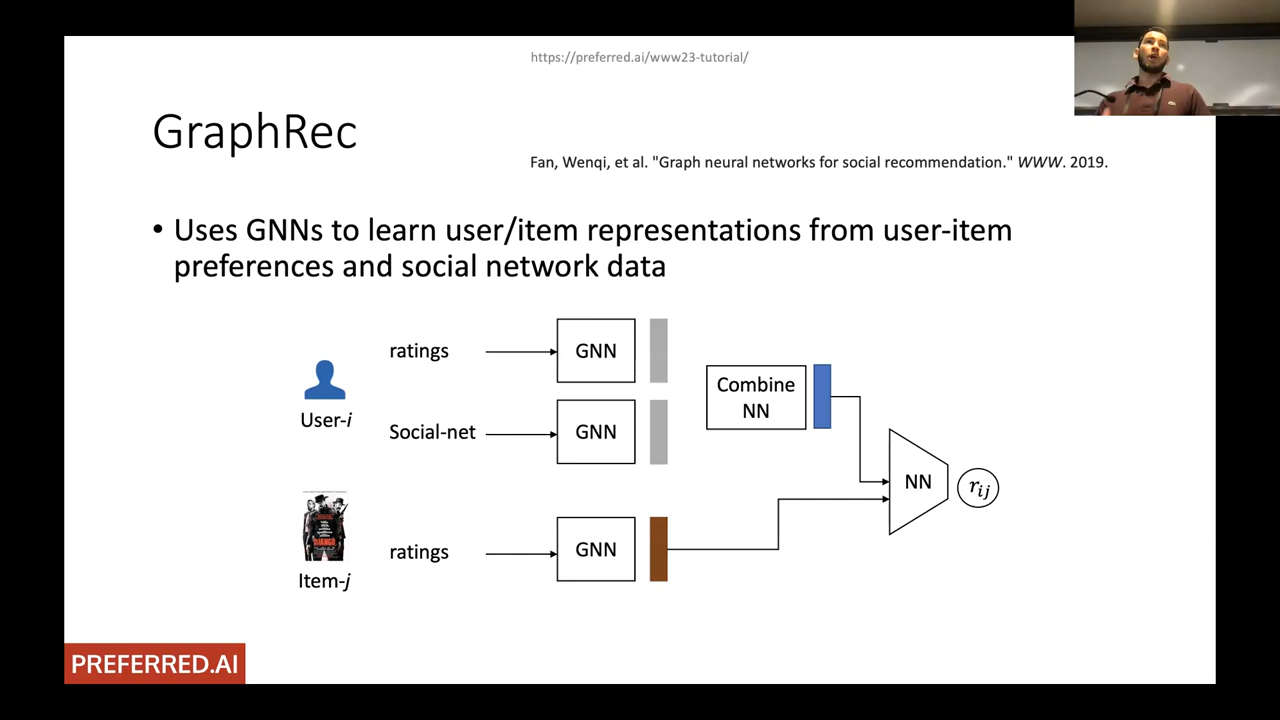 https://preferred.ai/www23-tutorial/
GraphRec
Fan, Wenqi, et al. "Graph neural networks for social recommendation." WWW. 2019.
• Uses GNNs to learn user/item representations from user-item
preferences and social network data
ratings
GNN
Combine
NN
User-i
Social-net
GNN
NN
rij
DJANGO
ratings
GNN
Item-j
PREFERRED.AI